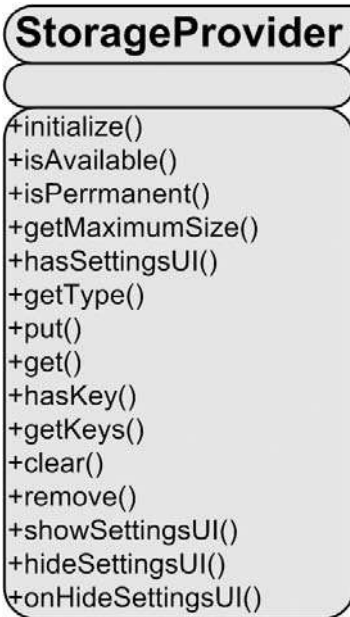 StorageProvider
+initialize()
+isAvailable()
+isPerrmanent()
+getMaximumSize()
+hasSettingsUI()
+getType()
+put()
+get()
+hasKey()
+getKeys()
+clear()
+remove()
+showSettingsUI()
+hideSettingsUI()
+onHideSettingsUI()